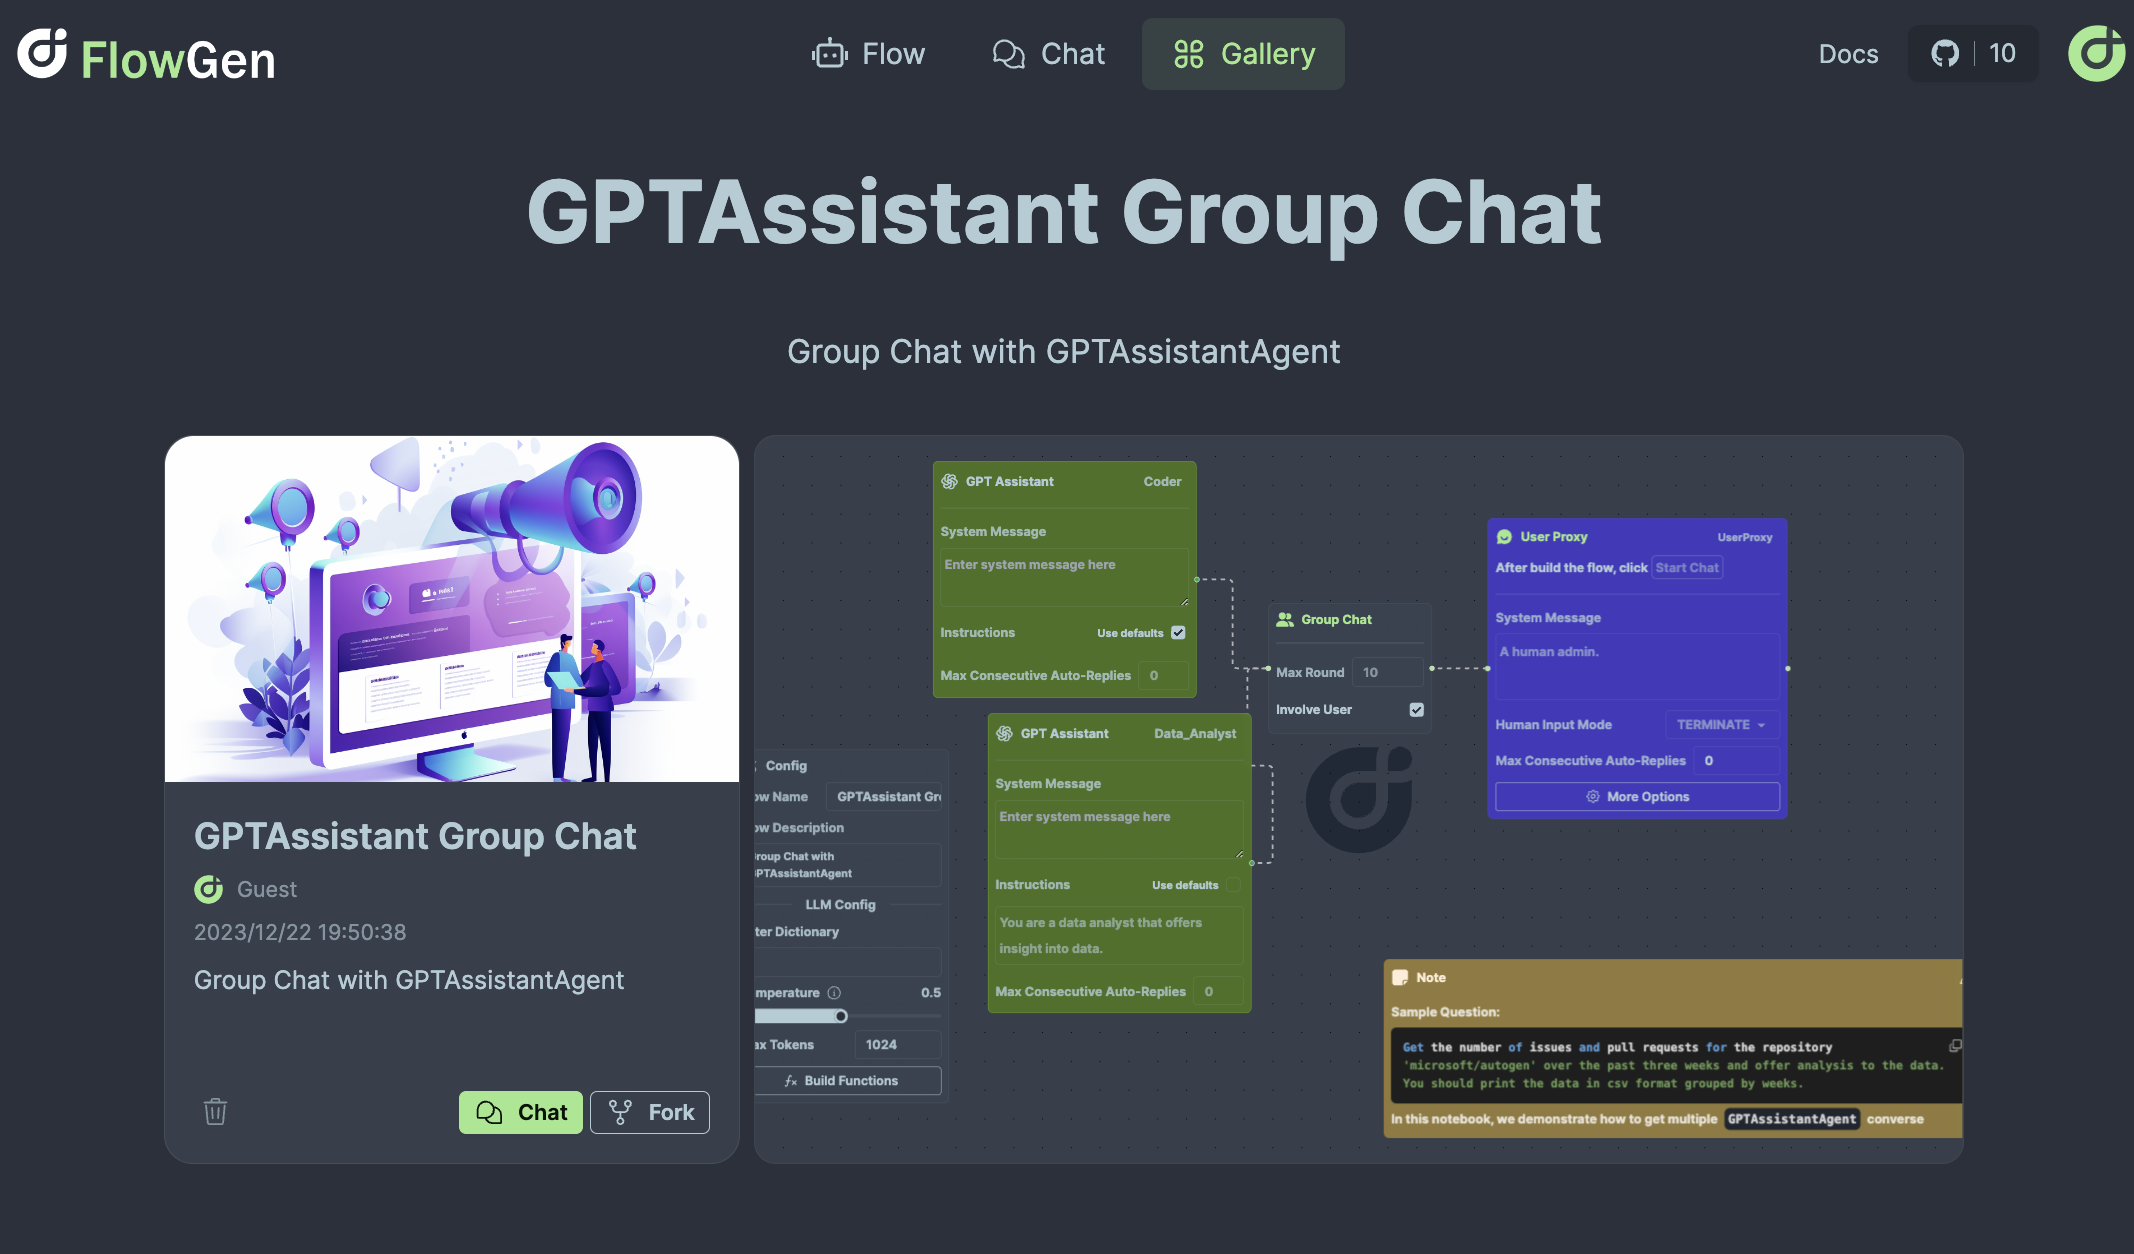 FlowGen
Flow
Chat
Gallery
Docs
10
GPTAssistant Group Chat
Group Chat with GPTAssistantAgent
GPTAssistant Group Chat
Guest
2023/12/22 19:50:38
Group Chat with GPTAssistantAgent
Chat
Fork
GPT Assistant Coder
System Message
Enter system message here
Instructions Use defaults
Max Consecutive Auto-Replies 0
GPT Assistant Data_Analyst
System Message
Enter system message here
Instructions Use defaults
You are a data analyst that offers
insight into data.
Max Consecutive Auto-Replies 0
Config
ow Name GPTAssistant Gr
ow Description
roup Chat with
PTAssistantAgent
LLM Config
ter Dictionary
mperature 0.5
ax Tokens 1024
Build Functions
Group Chat
Max Round 10
Involve User
User Proxy UserProxy
After build the flow, click Start Chat
System Message
A human admin.
Human Input Mode TERMINATE
Max Consecutive Auto-Replies 0
More Options
Note
Sample Question:
Get the number of issues and pull requests for the repository
'microsoft/autogen' over the past three weeks and offer analysis to the data.
You should print the data in csv format grouped by weeks.
In this notebook, we demonstrate how to get multiple GPTAssistantAgent converse